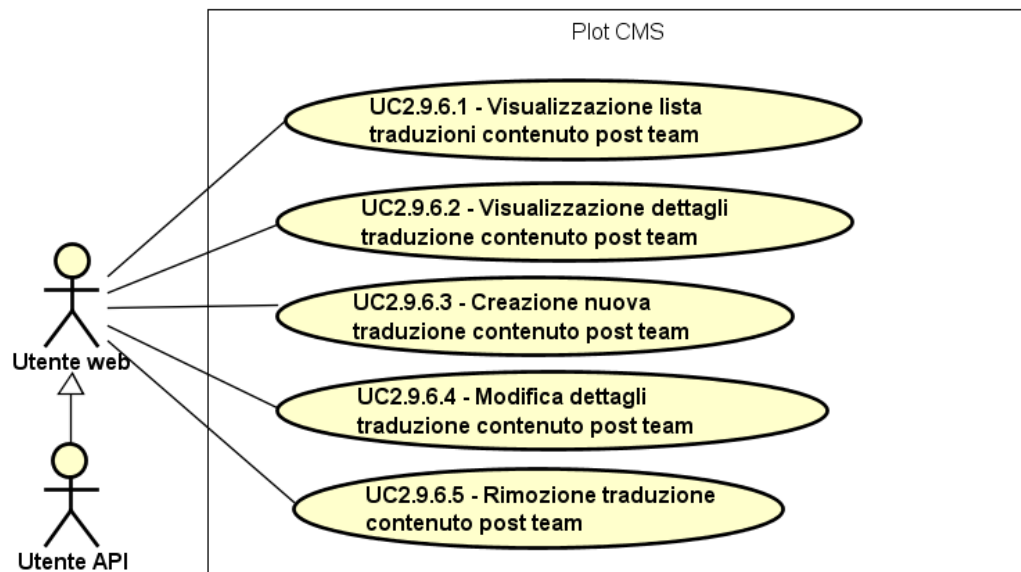 Plot CMS
UC2.9.6.1 - Visualizzazione lista
traduzioni contenuto post team
UC2.9.6.2 - Visualizzazione dettagli
traduzione contenuto post team
UC2.9.6.3 - Creazione nuova
traduzione contenuto post team
Utente web
UC2.9.6.4 - Modifica dettagli
traduzione contenuto post team
UC2.9.6.5 - Rimozione traduzione
contenuto post team
Utente API